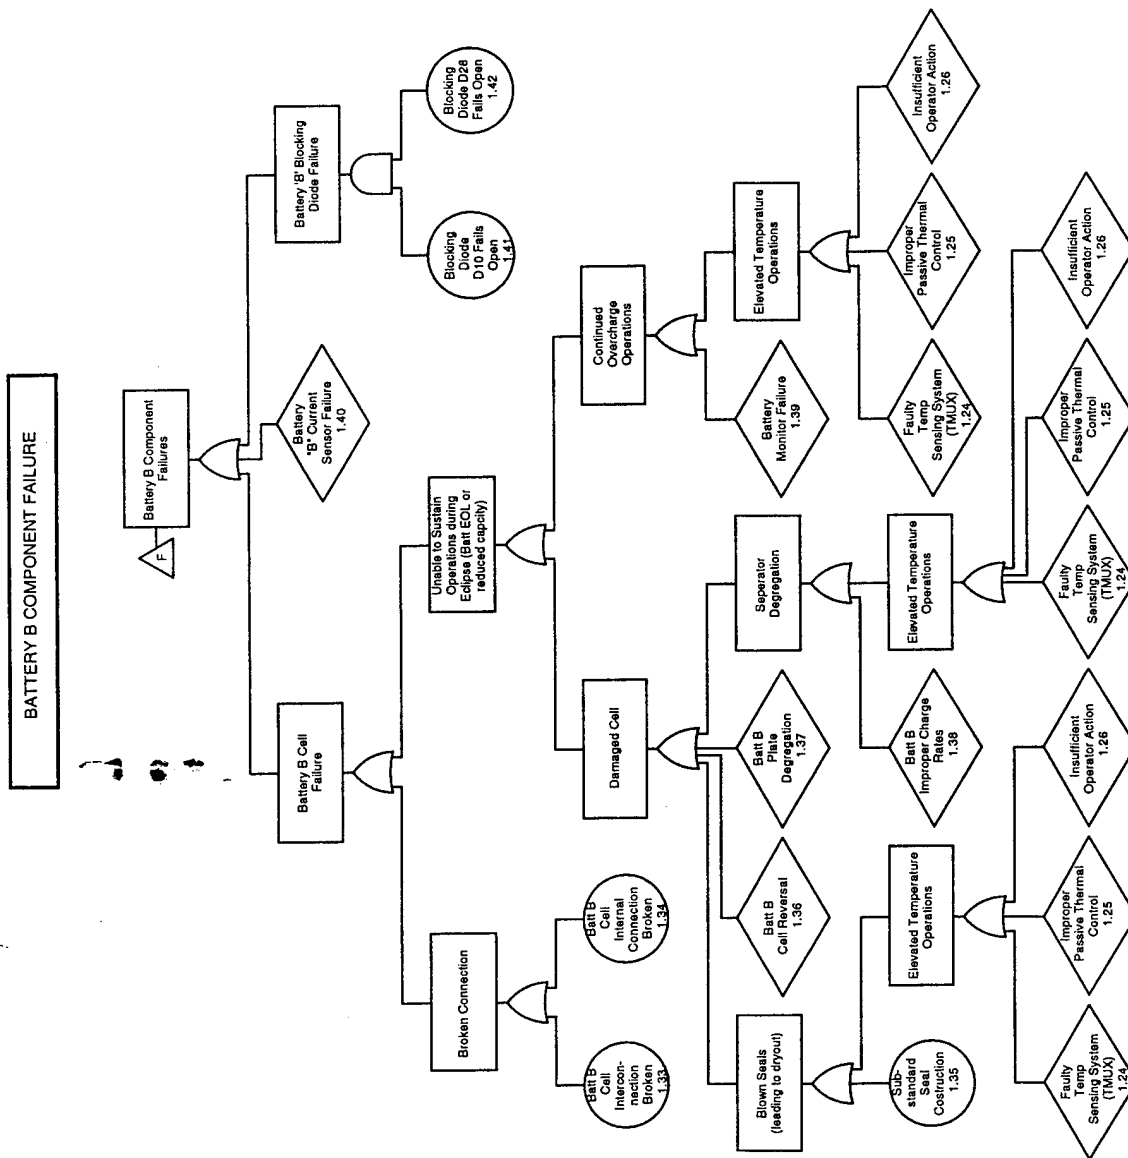 BATTERY B COMPONENT FAILURE
F
Battery B Component
Failures
Battery B Cell
Failure
Battery
"B" Current
Sensor Failure
1.40
Battery 'B' Blocking
Diode Failure
Blocking
Diode
D10 Fails
Open
1.41
Blocking
Diode D28
Fails Open
1.42
Broken Connection
Unable to Sustain
Operations during
Eclipse (Batt EOL or
reduced capcity)
Batt B
Cell
Intercon-
nection
Broken
1.33
Batt B
Cell
Internal
Connection
Broken
1.34
Damaged Cell
Continued
Overcharge
Operations
Blown Seals
(leading to dryout)
Batt B
Cell Reversal
1.36
Batt B
Plate
Degregation
1.37
Seperator
Degregation
Battery
Monitor Failure
1.39
Elevated Temperature
Operations
Sub-
standard
Seal
Costruction
1.35
Elevated Temperature
Operations
Batt B
Improper Charge
Rates
1.38
Elevated Temperature
Operations
Faulty
Temp
Sensing System
(TMUX)
1.24
Improper
Passive Thermal
Control
1.25
Insufficient
Operator Action
1.26
Faulty
Temp
Sensing System
(TMUX)
1.24
Improper
Passive Thermal
Control
1.25
Insufficient
Operator Action
1.26
Faulty
Temp
Sensing System
(TMUX)
1.24
Improper
Passive Thermal
Control
1.25
Insufficient
Operator Action
1.26